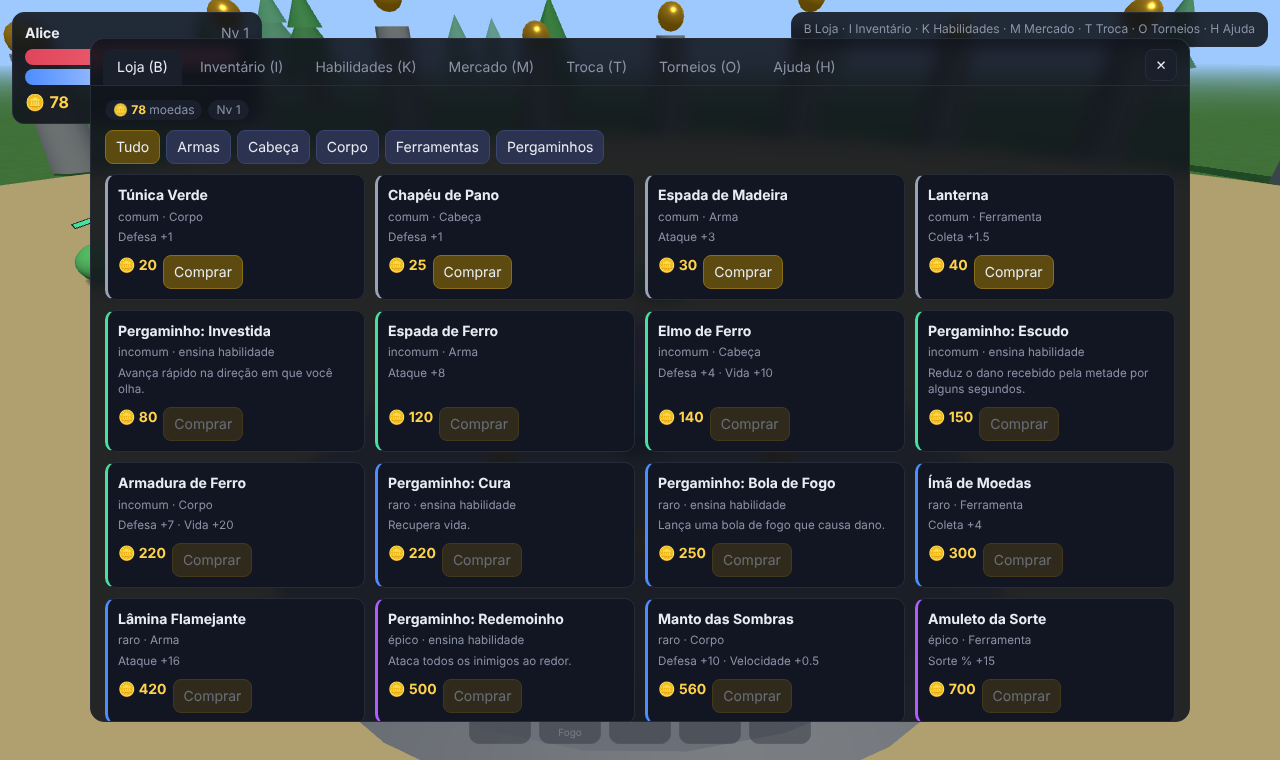 Alice Nv 1
78
B Loja · I Inventário · K Habilidades · M Mercado · T Troca · O Torneios · H Ajuda
Loja (B) Inventário (I) Habilidades (K) Mercado (M) Troca (T) Torneios (O) Ajuda (H) ✕
78 moedas Nv 1
Tudo Armas Cabeça Corpo Ferramentas Pergaminhos
Túnica Verde
comum · Corpo
Defesa +1
20 Comprar
Chapéu de Pano
comum · Cabeça
Defesa +1
25 Comprar
Espada de Madeira
comum · Arma
Ataque +3
30 Comprar
Lanterna
comum · Ferramenta
Coleta +1.5
40 Comprar
Pergaminho: Investida
incomum · ensina habilidade
Avança rápido na direção em que você
olha.
80 Comprar
Espada de Ferro
incomum · Arma
Ataque +8
120 Comprar
Elmo de Ferro
incomum · Cabeça
Defesa +4 · Vida +10
140 Comprar
Pergaminho: Escudo
incomum · ensina habilidade
Reduz o dano recebido pela metade por
alguns segundos.
150 Comprar
Armadura de Ferro
incomum · Corpo
Defesa +7 · Vida +20
220 Comprar
Pergaminho: Cura
raro · ensina habilidade
Recupera vida.
220 Comprar
Pergaminho: Bola de Fogo
raro · ensina habilidade
Lança uma bola de fogo que causa dano.
250 Comprar
Ímã de Moedas
raro · Ferramenta
Coleta +4
300 Comprar
Lâmina Flamejante
raro · Arma
Ataque +16
420 Comprar
Pergaminho: Redemoinho
épico · ensina habilidade
Ataca todos os inimigos ao redor.
500 Comprar
Manto das Sombras
raro · Corpo
Defesa +10 · Velocidade +0.5
560 Comprar
Amuleto da Sorte
épico · Ferramenta
Sorte % +15
700 Comprar
Fogo